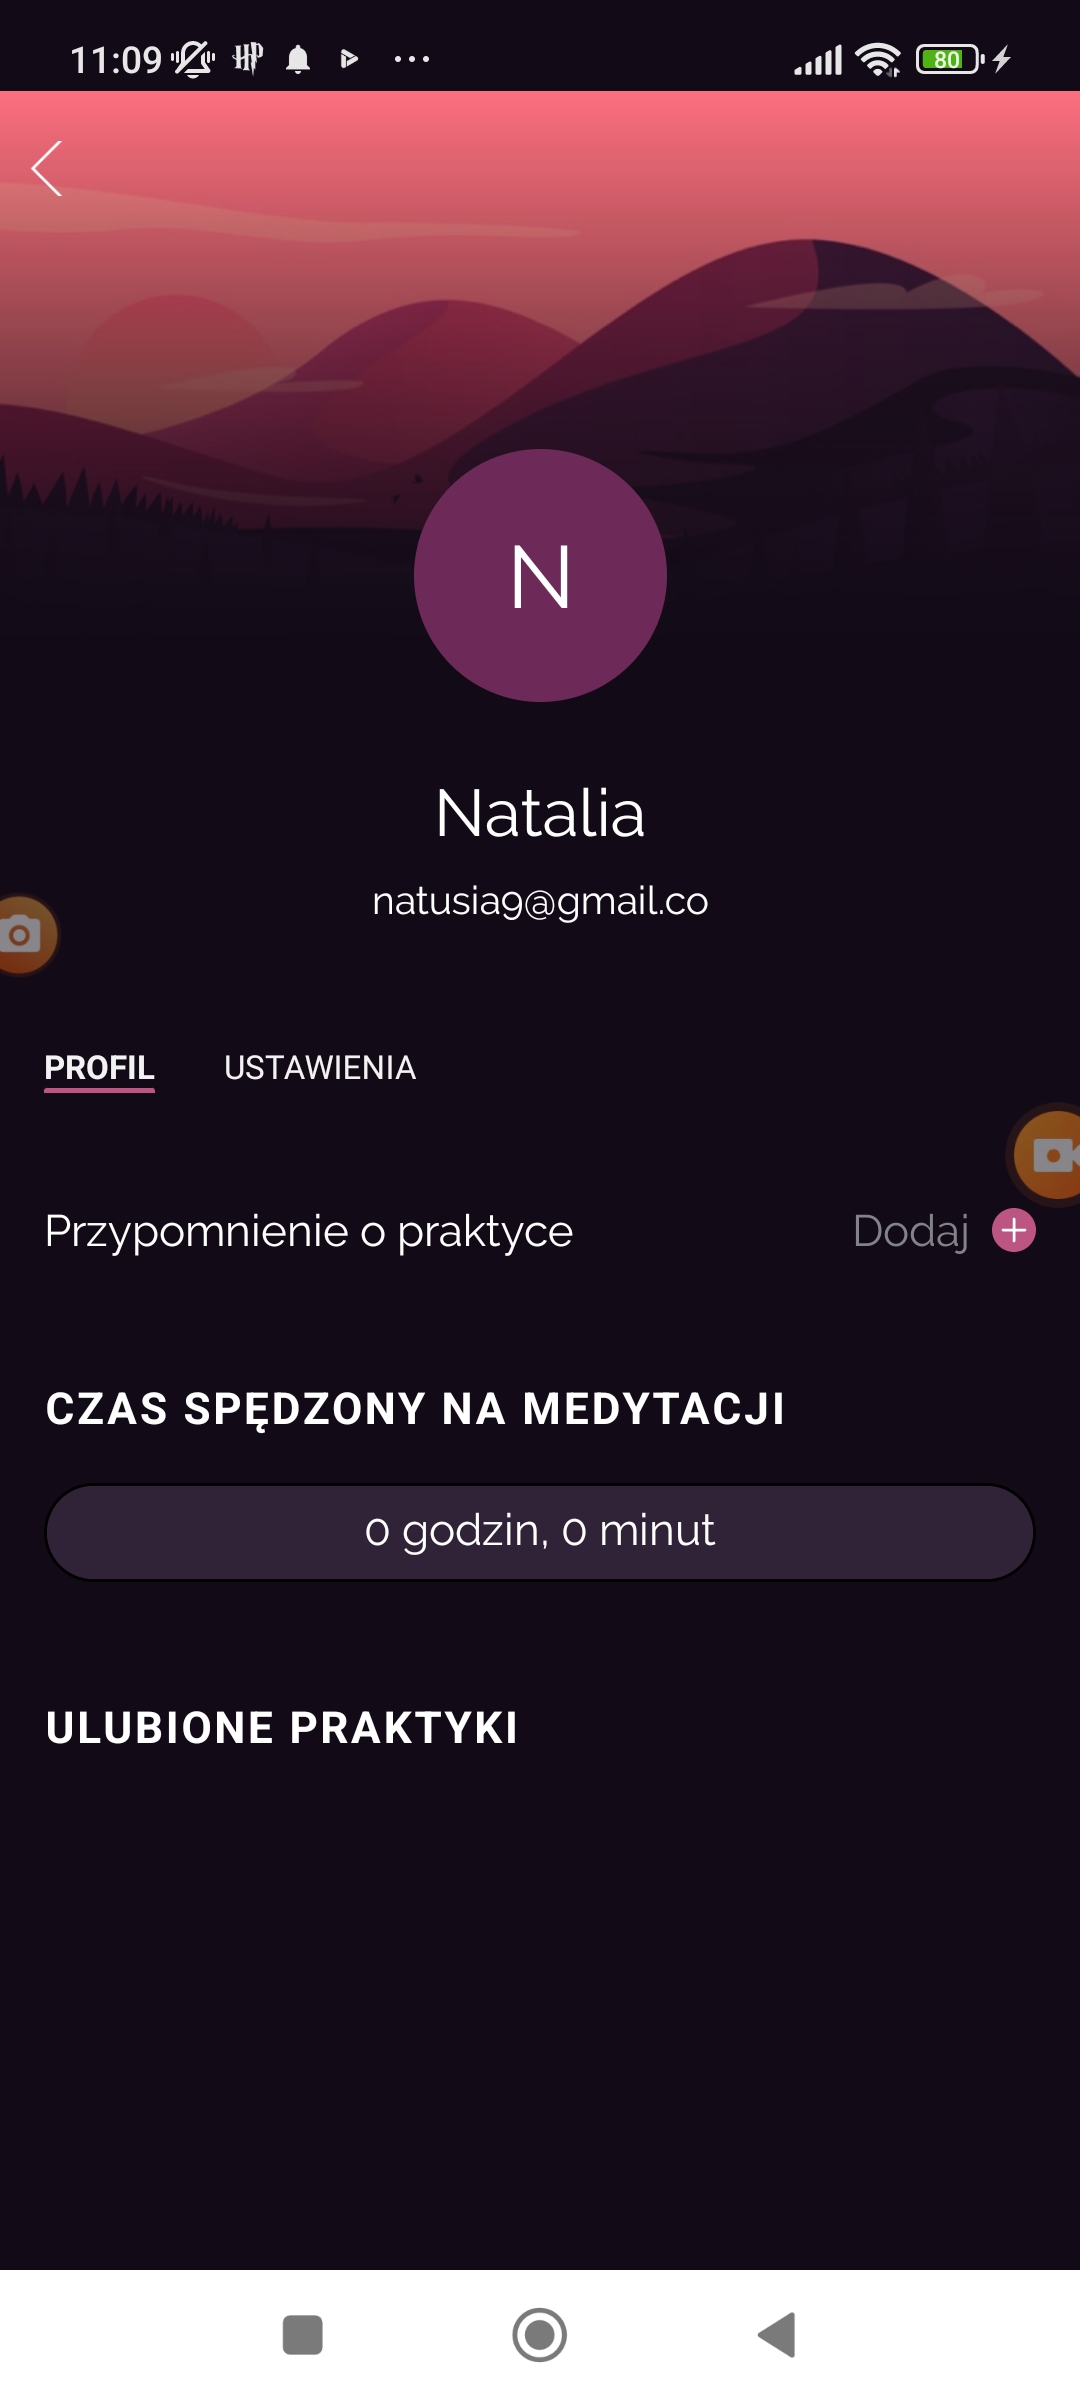 11:09
80
N
Natalia
natusia9@gmail.co
PROFIL USTAWIENIA
Przypomnienie o praktyce Dodaj
CZAS SPĘDZONY NA MEDYTACJI
0 godzin, 0 minut
ULUBIONE PRAKTYKI